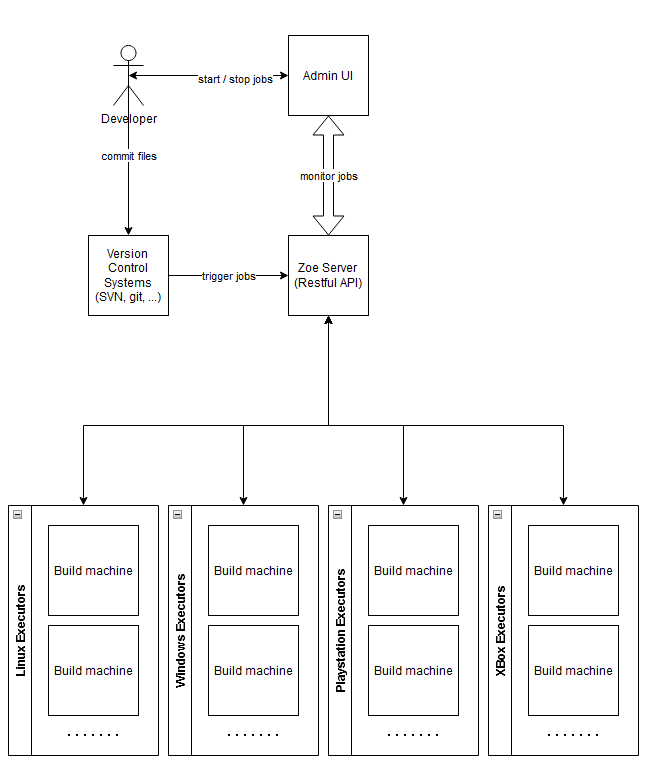 Admin UI
start / stop jobs
Developer
commit files
monitor jobs
Version
Control
Systems
(SVN, git, ...)
trigger jobs
Zoe Server
(Restful API)
Linux Executors
Build machine
Build machine
.......
Windows Executors
Build machine
Build machine
.......
Playstation Executors
Build machine
Build machine
.......
XBox Executors
Build machine
Build machine
.......